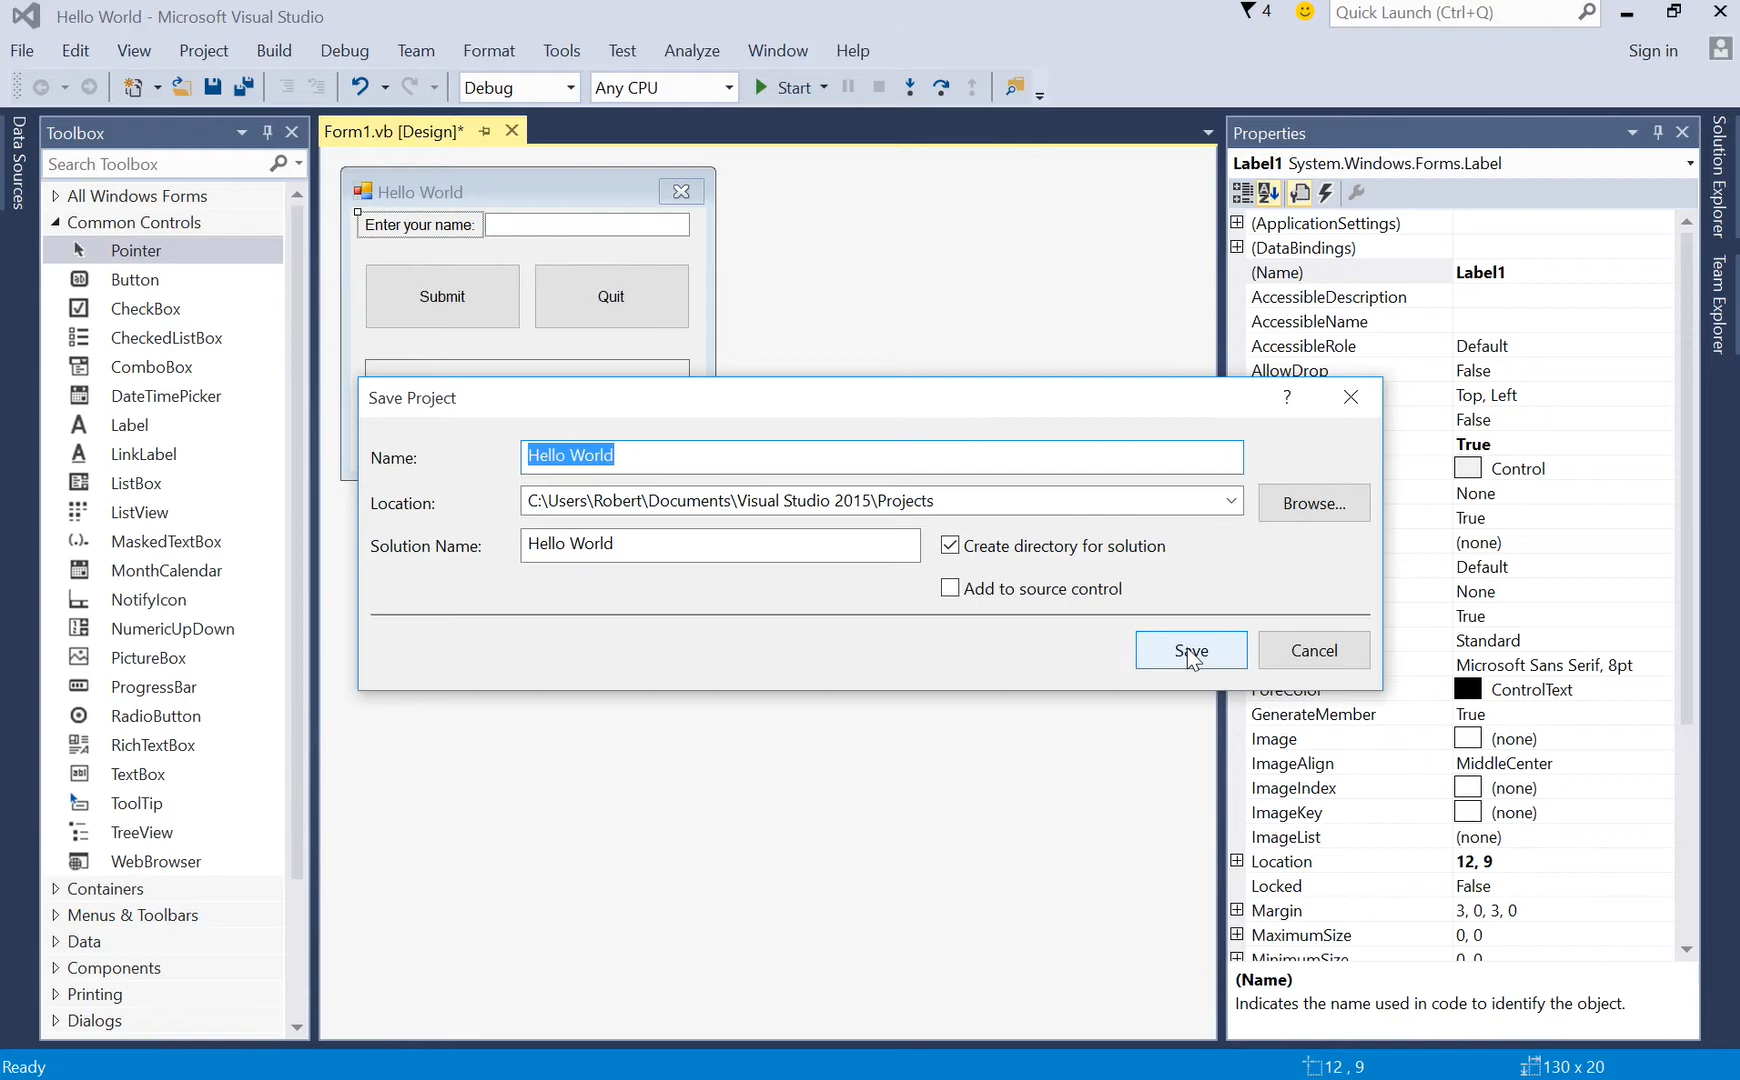 Hello World - Microsoft Visual Studio
4
Quick Launch (Ctrl+Q)
File Edit View Project Build Debug Team Format Tools Test Analyze Window Help
Sign in
Debug Any CPU Start
Data Sources
Toolbox
Search Toolbox
All Windows Forms
Common Controls
Pointer
Button
CheckBox
CheckedListBox
ComboBox
DateTimePicker
Label
LinkLabel
ListBox
ListView
MaskedTextBox
MonthCalendar
NotifyIcon
NumericUpDown
PictureBox
ProgressBar
RadioButton
RichTextBox
TextBox
ToolTip
TreeView
WebBrowser
Containers
Menus & Toolbars
Data
Components
Printing
Dialogs
Form1.vb [Design]*
Hello World
Enter your name:
Submit Quit
Save Project
?
Name: Hello World
Location: C:\Users\Robert\Documents\Visual Studio 2015\Projects Browse...
Solution Name: Hello World Create directory for solution
Add to source control
Save Cancel
Properties
Label1 System.Windows.Forms.Label
(ApplicationSettings)
(DataBindings)
(Name) Label1
AccessibleDescription
AccessibleName
AccessibleRole Default
AllowDrop False
Top, Left
False
True
Control
None
True
(none)
Default
None
True
Standard
Microsoft Sans Serif, 8pt
ForeColor ControlText
GenerateMember True
Image (none)
ImageAlign MiddleCenter
ImageIndex (none)
ImageKey (none)
ImageList (none)
Location 12, 9
Locked False
Margin 3, 0, 3, 0
MaximumSize 0, 0
MinimumSize 0, 0
(Name)
Indicates the name used in code to identify the object.
Solution Explorer
Team Explorer
Ready
12 , 9
130 x 20